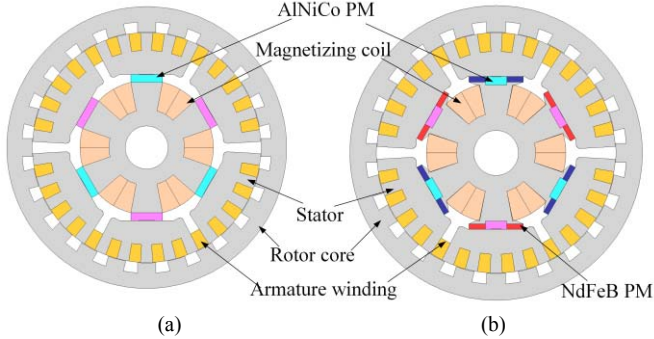 AlNiCo PM
Magnetizing coil
Stator
Rotor core
Armature winding
NdFeB PM
(a)
(b)